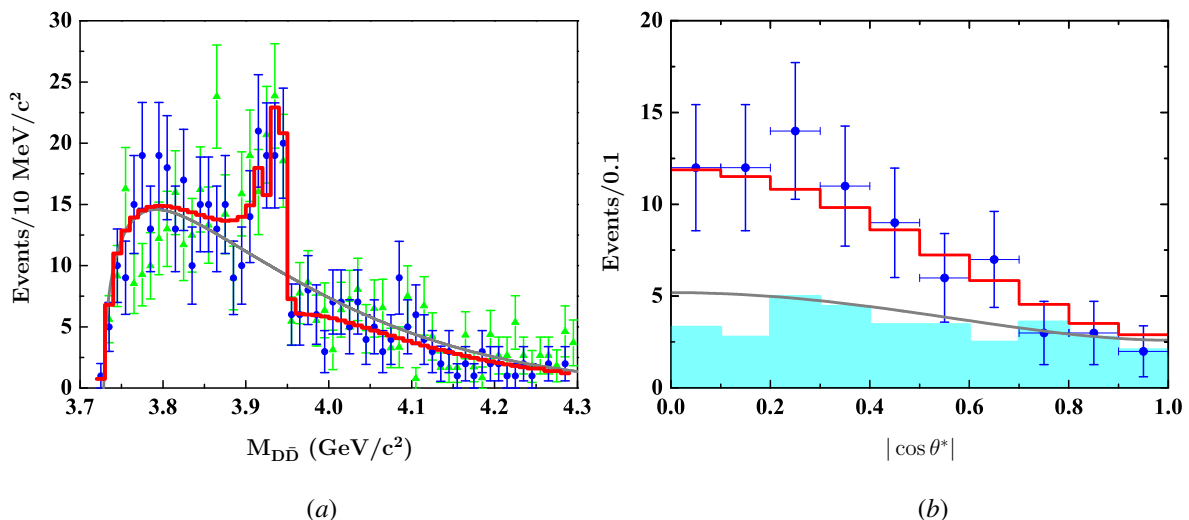 30
25
20
15
10
5
0
3.7 3.8 3.9 4.0 4.1 4.2 4.3
Events/10 MeV/c²
M_{DD̄} (GeV/c²)
(a)
20
15
10
5
0
0.0 0.2 0.4 0.6 0.8 1.0
Events/0.1
|cos θ*|
(b)